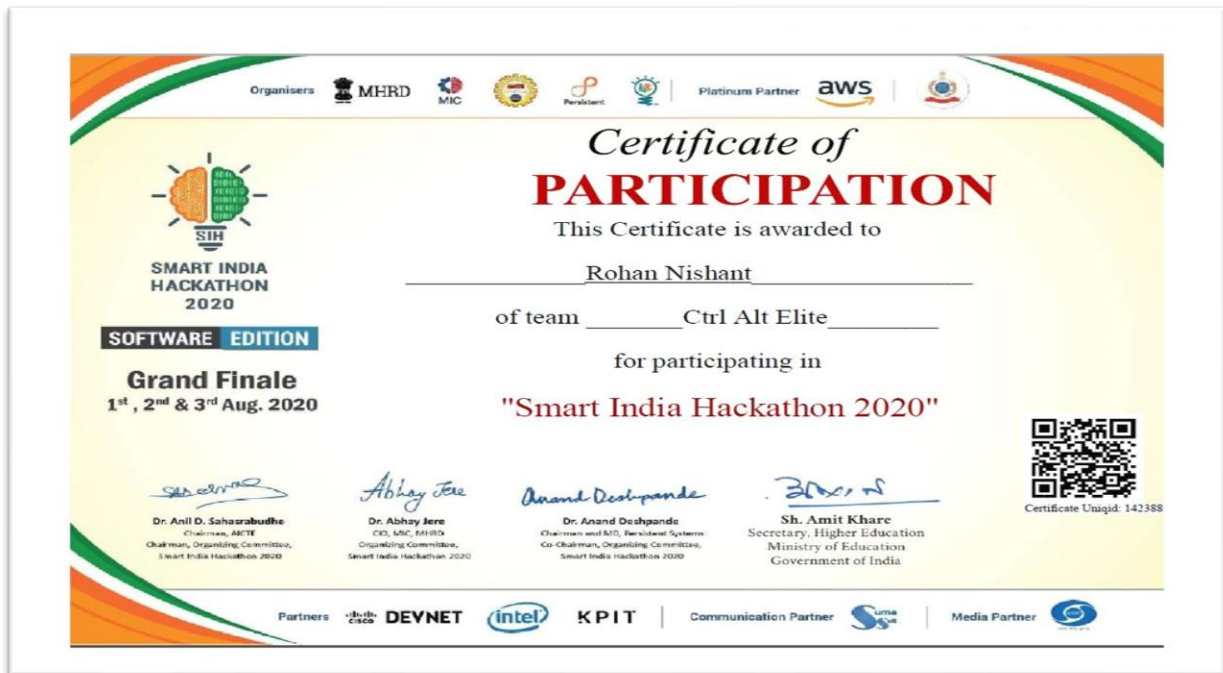 Organisers MHRD MIC Persistent Platinum Partner aws
Certificate of
PARTICIPATION
This Certificate is awarded to
Rohan Nishant
of team Ctrl Alt Elite
for participating in
"Smart India Hackathon 2020"
SIH
SMART INDIA
HACKATHON
2020
SOFTWARE EDITION
Grand Finale
1st , 2nd & 3rd Aug. 2020
Certificate Uniqid: 142388
Abhay Jere
Anand Deshpande
Dr. Anil D. Sahasrabudhe
Chairman, AICTE
Chairman, Organizing Committee,
Smart India Hackathon 2020
Dr. Abhay Jere
CIO, MIC, MHRD
Organizing Committee,
Smart India Hackathon 2020
Dr. Anand Deshpande
Chairman and MD, Persistent Systems
Co-Chairman, Organizing Committee,
Smart India Hackathon 2020
Sh. Amit Khare
Secretary, Higher Education
Ministry of Education
Government of India
Partners CISCO DEVNET intel KPIT Communication Partner Media Partner